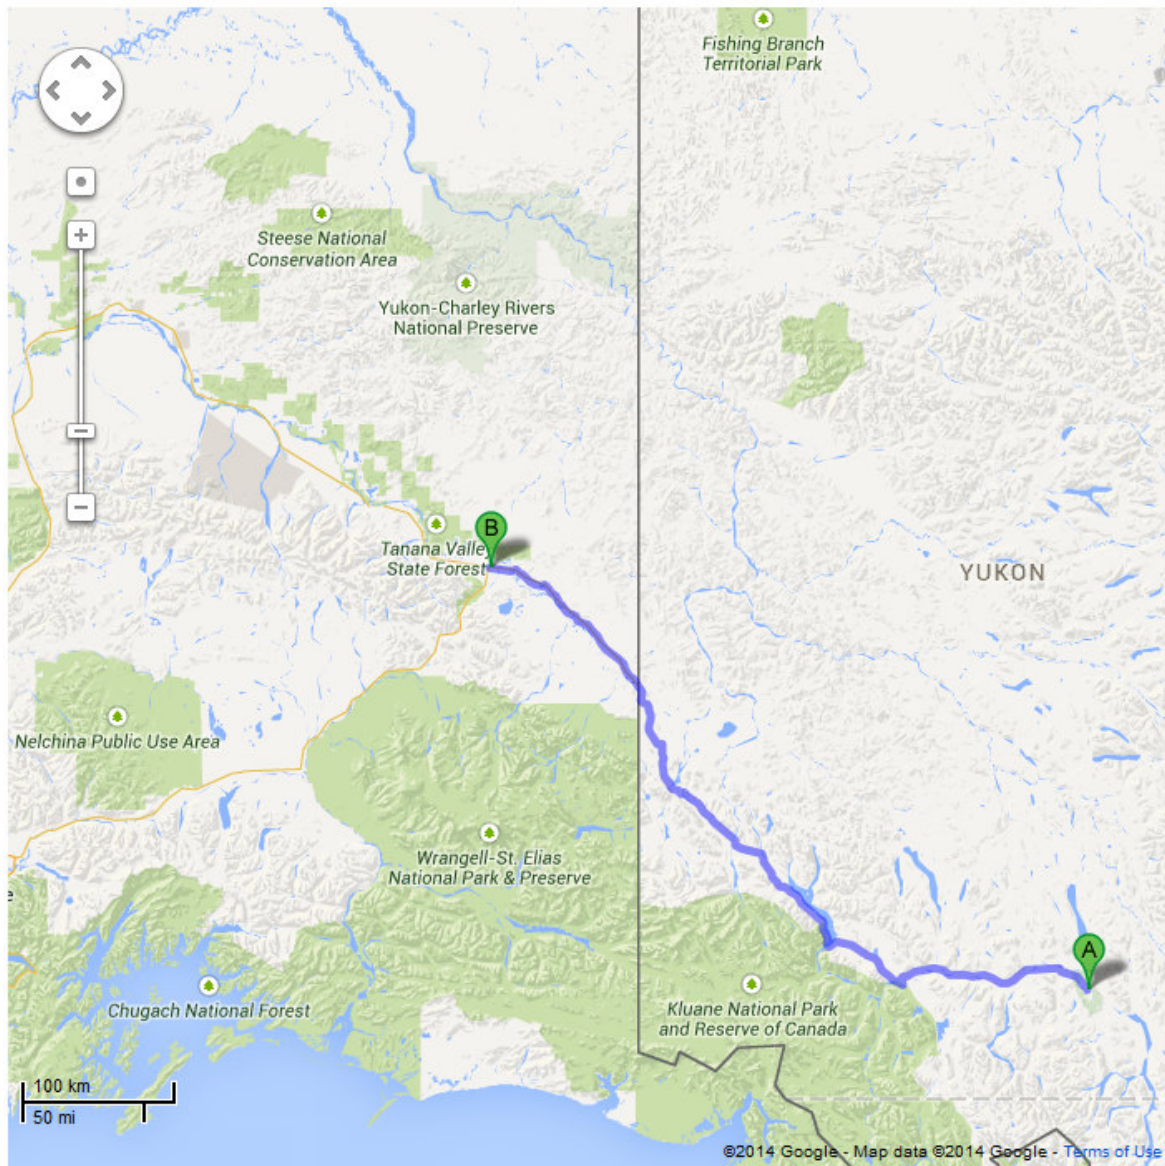 Fishing Branch
Territorial Park
Steese National
Conservation Area
Yukon-Charley Rivers
National Preserve
B
Tanana Valley
State Forest
YUKON
Nelchina Public Use Area
Wrangell-St. Elias
National Park & Preserve
e
A
Chugach National Forest
Kluane National Park
and Reserve of Canada
100 km
50 mi
©2014 Google - Map data ©2014 Google - Terms of Use